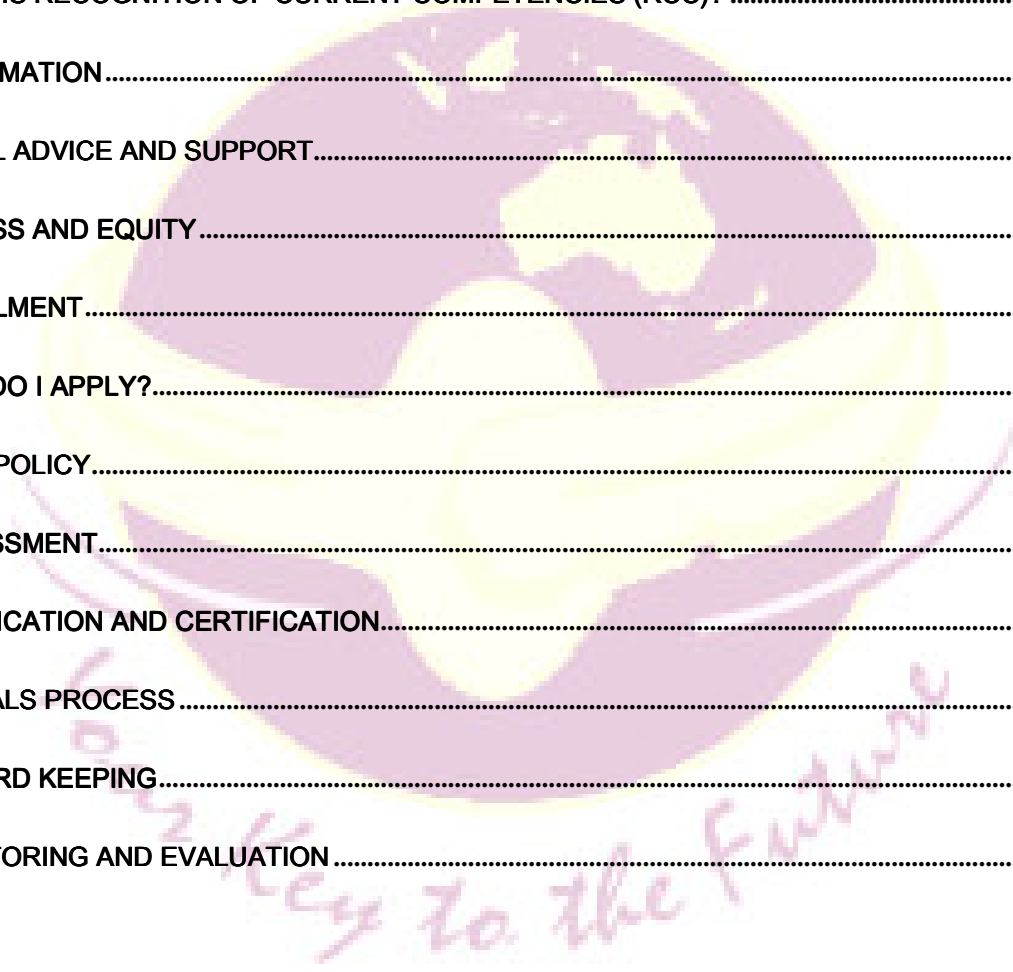 IS RECOGNITION OF CURRENT COMPETENCIES (RCC)? ........................................
MATION........................................
L ADVICE AND SUPPORT........................................
SS AND EQUITY........................................
LMENT........................................
DO I APPLY?........................................
POLICY........................................
SSMENT........................................
ICATION AND CERTIFICATION........................................
ALS PROCESS ........................................
RD KEEPING........................................
TORING AND EVALUATION ........................................
Your Key to the Future